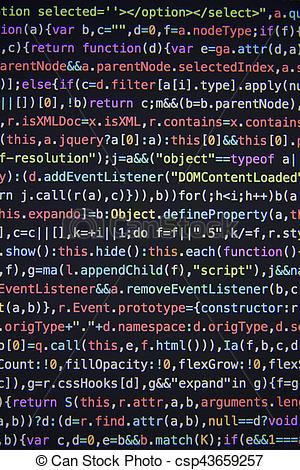 tion selected=''></option></select>",a.qu
ion(a){var b,c="",d=0,f=a.nodeType;if(f)
,c){return function(d){var e=ga.attr(d,a)
parentNode&&a.parentNode.selectedIndex,a.s
)];else{if(c=d.filter[a[i].type].apply(nu
||[])[0],!b)return c;m&&(b=b.parentNode),
,r.isXMLDoc=x.isXML,r.contains=x.contains
(this,a.jquery?a[0]:a):this[0]&&this[0].p
f-resolution");j=a&&("object"==typeof a||
y):(d.addEventListener("DOMContentLoaded"
rn j.call(r(a),c)})),b))for(;h<i;h++)b(a
his.expando]=b:Object.defineProperty(a,th
],c=c||[],k=i||1;do f=f||".5",k/=f,r.sty
.show():this.hide():this.each(function()
,f),g=ma(l.appendChild(f),"script"),j&&na
EventListener&&a.removeEventListener(b,c
t(a,b)},r.Event.prototype={constructor:r
.origType+"."+d.namespace:d.origType,d.se
b[0]=q.call(this,e,f.html())),Ia(f,b,c,d
Count:!0,fillOpacity:!0,flexGrow:!0,flexS
c]),g=r.cssHooks[d],g&&"expand"in g){f=g
){return S(this,r.attr,a,b,arguments.leng
p))?d:(d=r.find.attr(a,b),null==d?void
b){var c,d=0,e=b&&b.match(K);if(e&&1===
© CanStockPhoto.com
© Can Stock Photo - csp43659257